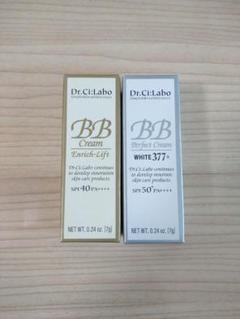 Dr.Ci:Labo
BB
Cream
Enrich-Lift
Dr.Ci:Labo continues
to develop innovative
skin care products.
SPF40 PA++++
NET WT. 0.24 oz. (7g)
Dr.Ci:Labo
BB
Perfect Cream
WHITE 377+
Dr.Ci:Labo continues
to develop innovative
skin care products.
SPF50+ PA++++
NET WT. 0.24 oz. (7g)